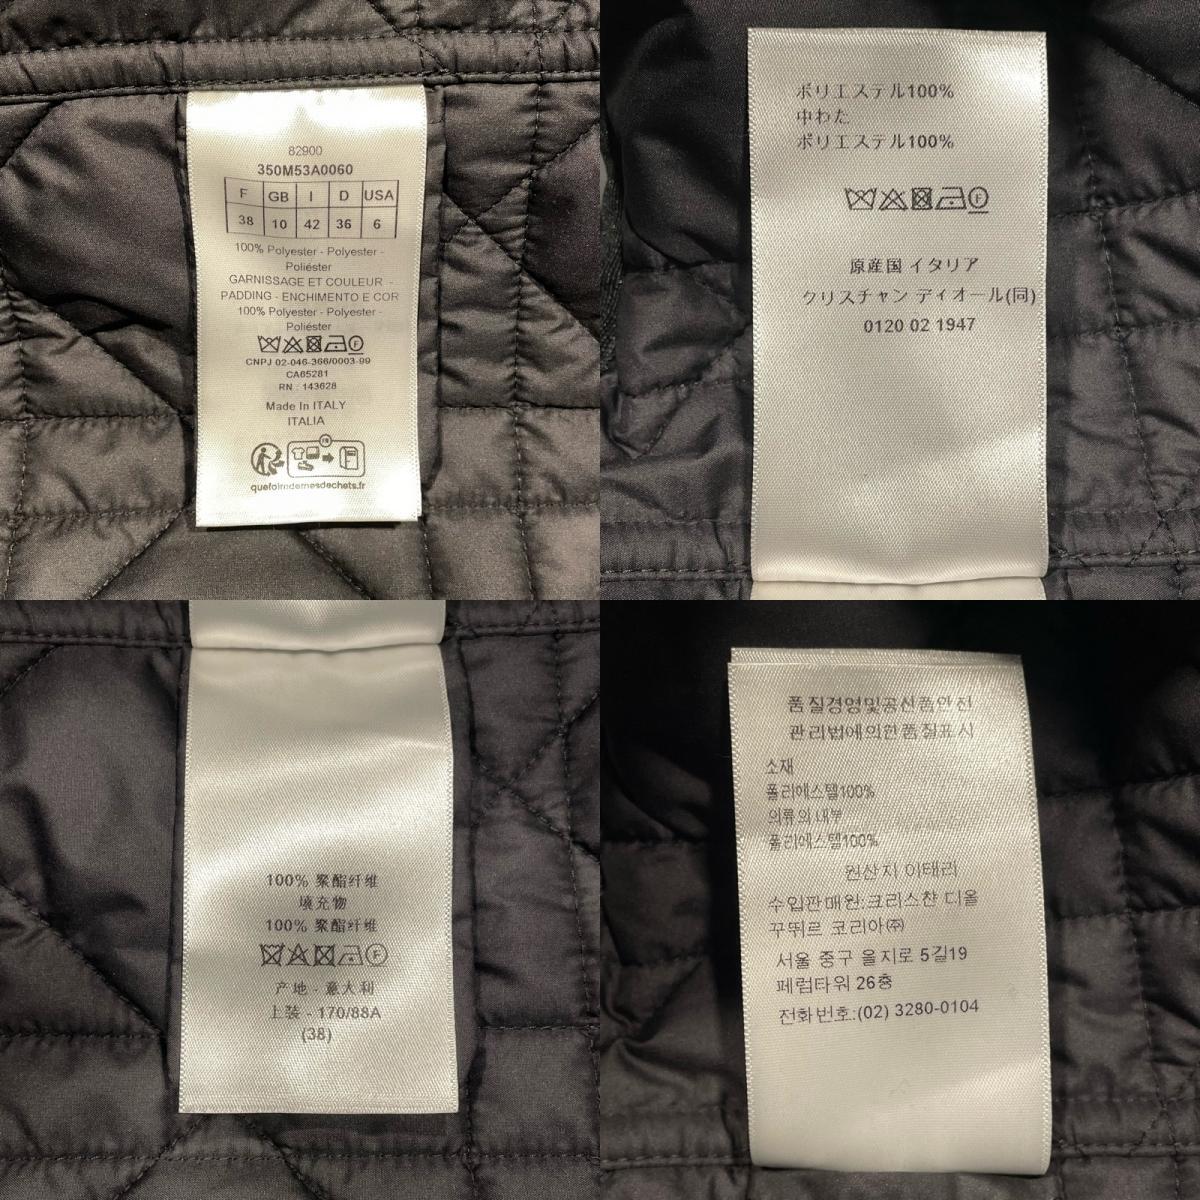 82900
350M53A0060
F GB I D USA
38 10 42 36 6
100% Polyester - Polyester -
Poliéster
GARNISSAGE ET COULEUR -
PADDING - ENCHIMENTO E COR
100% Polyester - Polyester -
Poliéster
CNPJ 02-046-366/0003-99
CA65281
RN : 143628
Made In ITALY
ITALIA
FR
quefairedemesdechets.fr
ポリエステル100%
中わた
ポリエステル100%
F
原産国 イタリア
クリスチャン ディオール(同)
0120 02 1947
100% 聚酯纤维
填充物
100% 聚酯纤维
F
产地 - 意大利
上装 - 170/88A
(38)
품질경영및공산품안전
관리법에의한품질표시
소재
폴리에스텔100%
의류의내부
폴리에스텔100%
원산지 이태리
수입판매원:크리스챤 디올
꾸뛰르 코리아㈜
서울 중구 을지로 5길19
페럼타워 26층
전화번호:(02) 3280-0104